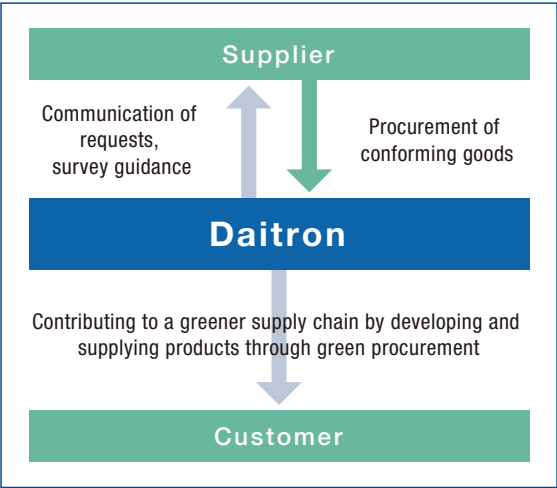 Supplier
Communication of
requests,
survey guidance
Procurement of
conforming goods
Daitron
Contributing to a greener supply chain by developing and
supplying products through green procurement
Customer